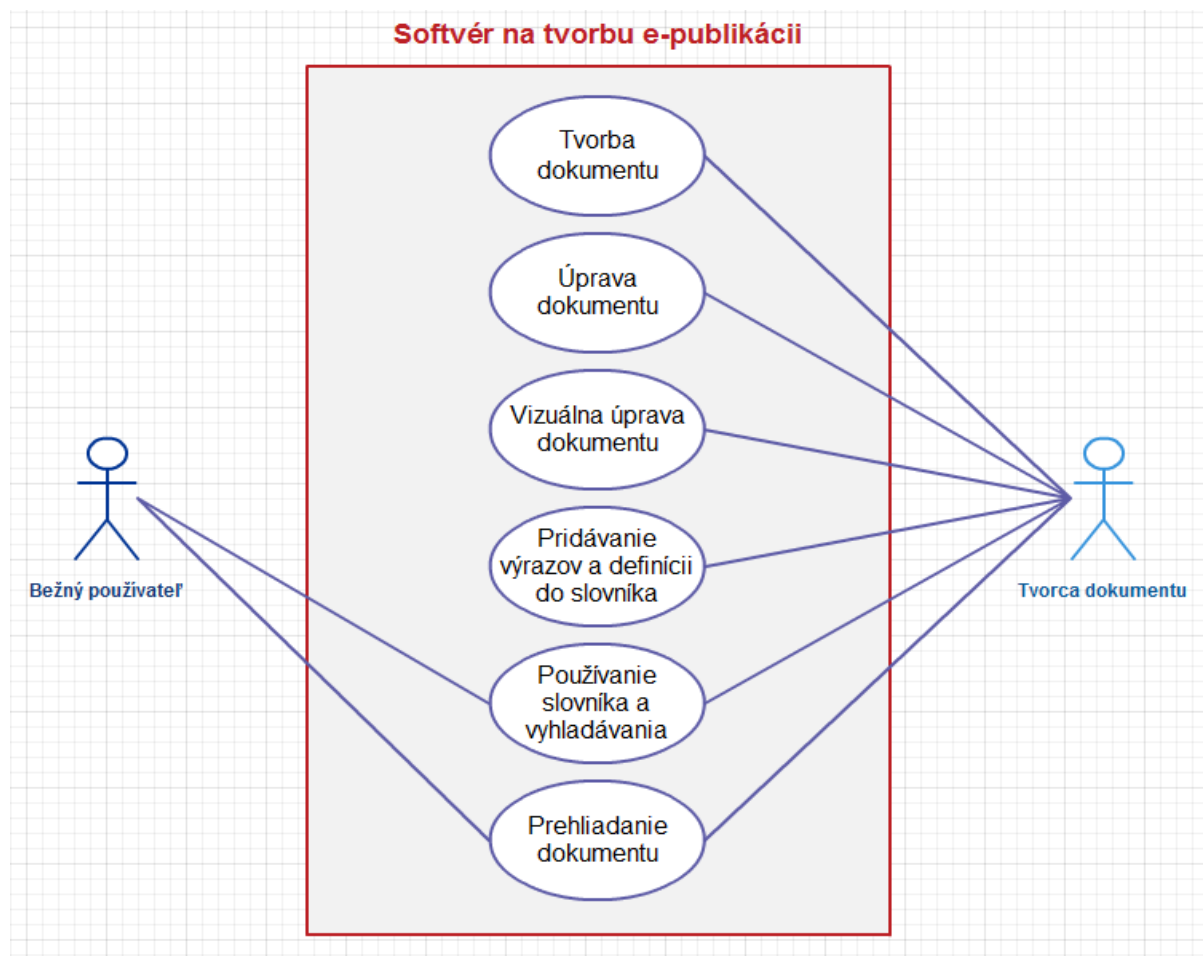 Softvér na tvorbu e-publikácii
Tvorba
dokumentu
Úprava
dokumentu
Vizuálna úprava
dokumentu
Pridávanie
výrazov a definícii
do slovníka
Používanie
slovníka a
vyhladávania
Prehliadanie
dokumentu
Bežný používateľ
Tvorca dokumentu